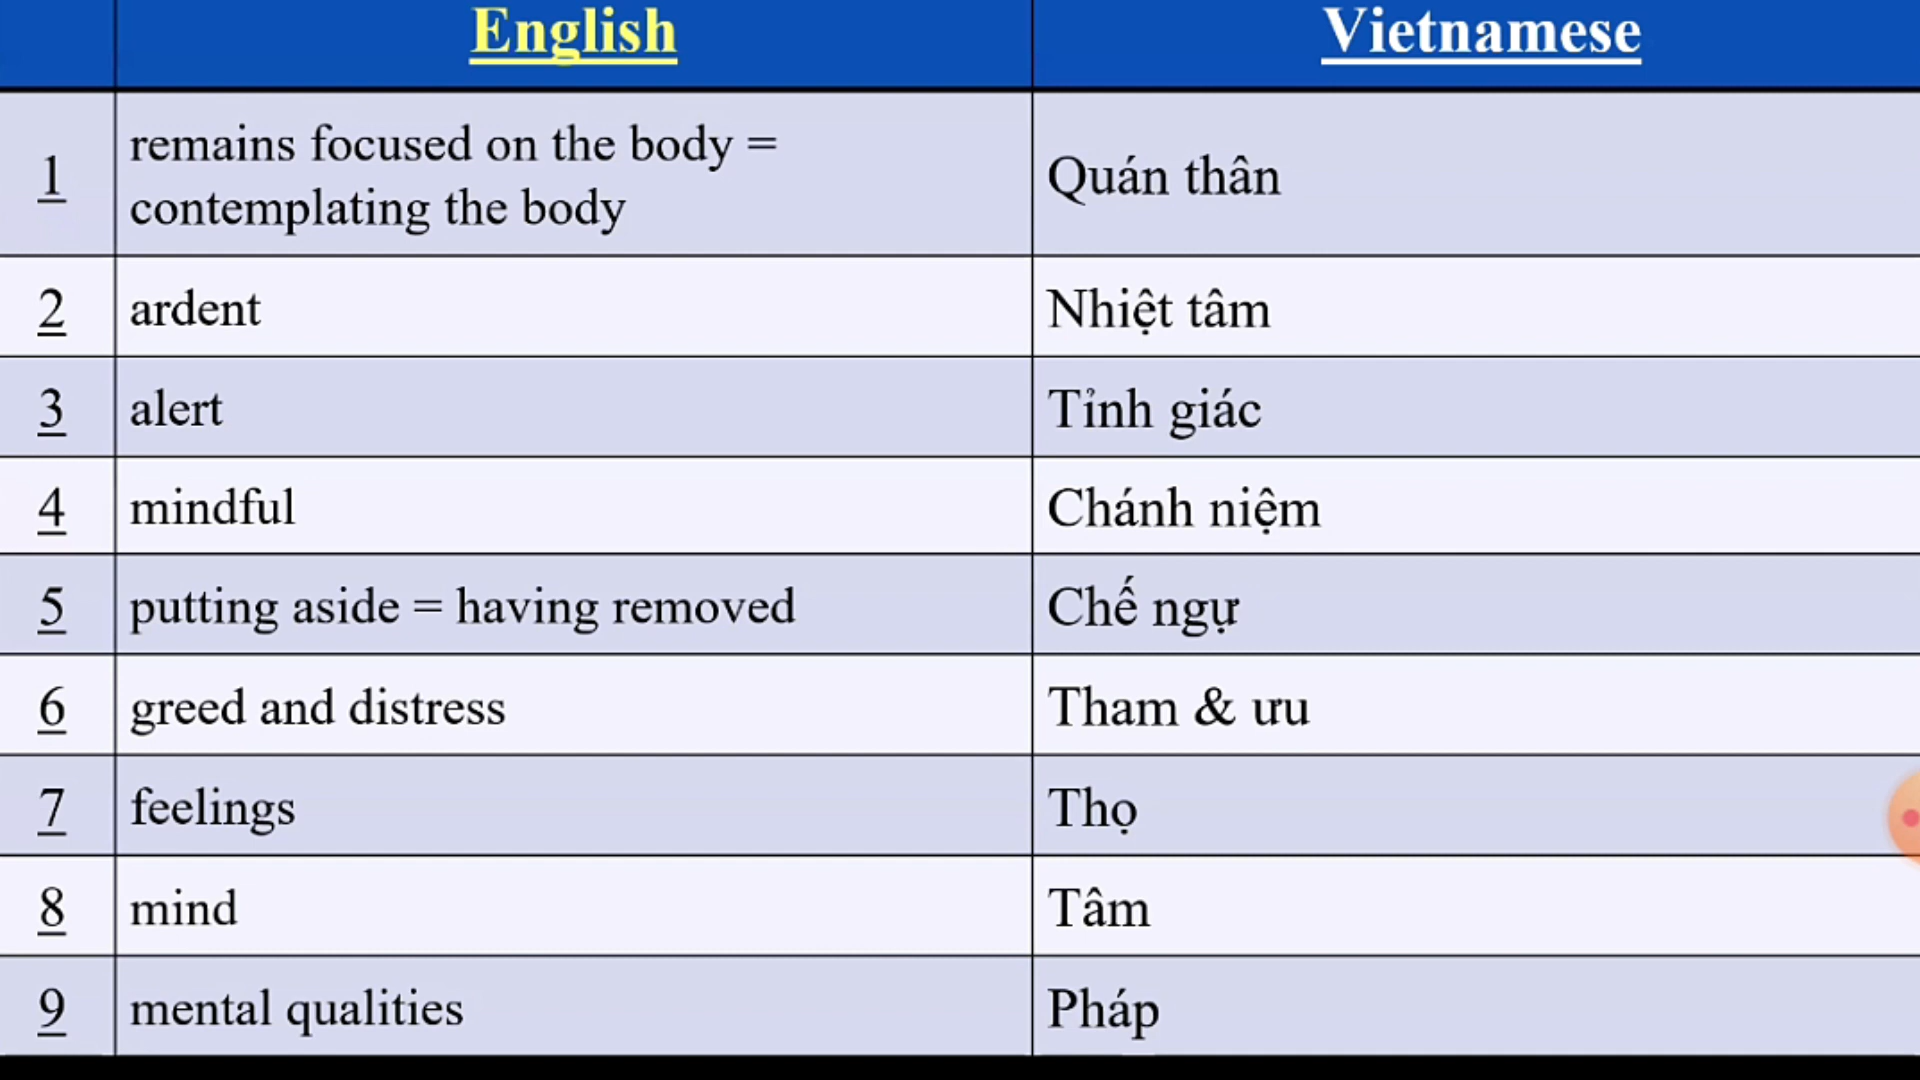 English Vietnamese
1 remains focused on the body =
contemplating the body Quán thân
2 ardent Nhiệt tâm
3 alert Tỉnh giác
4 mindful Chánh niệm
5 putting aside = having removed Chế ngự
6 greed and distress Tham & ưu
7 feelings Thọ
8 mind Tâm
9 mental qualities Pháp